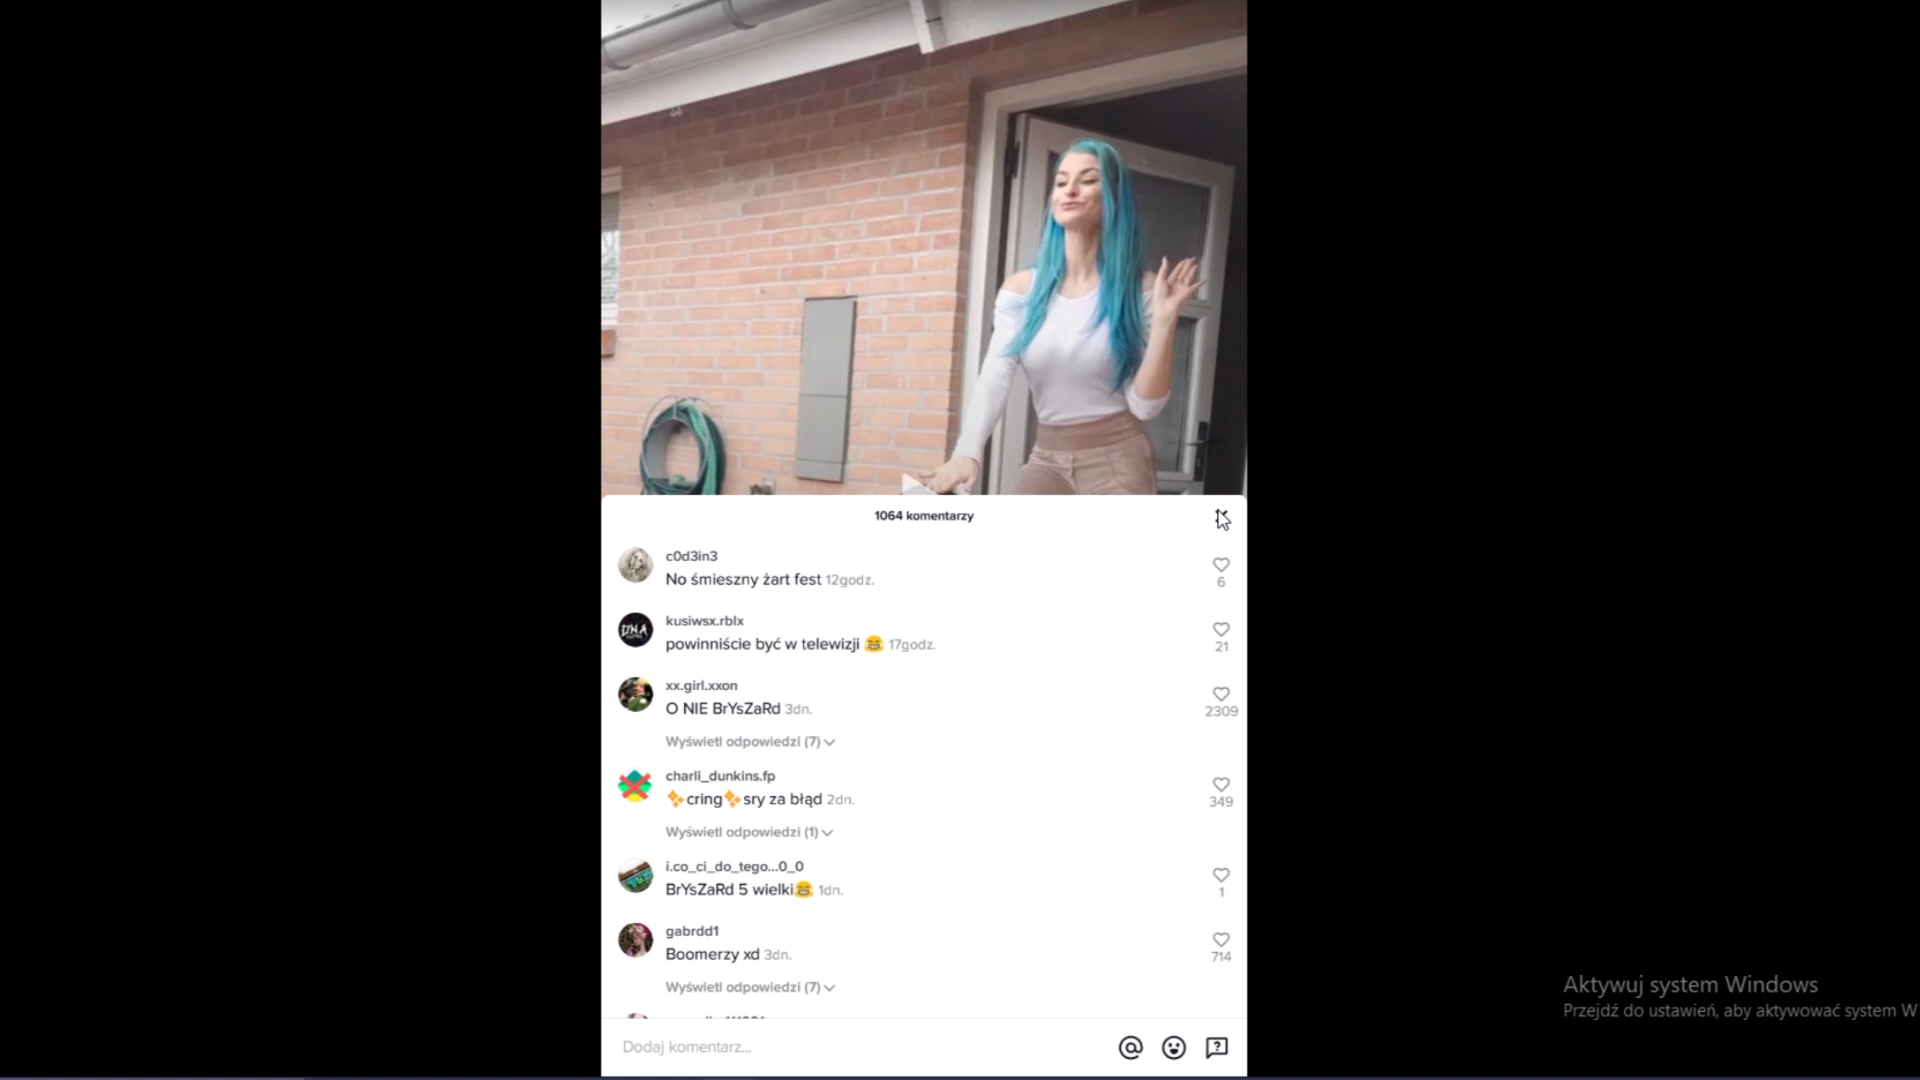 1064 komentarzy
c0d3in3
No śmieszny żart fest 12godz.
6
kusiwsx.rblx
powinniście być w telewizji 😂 17godz.
21
xx.girl.xxon
O NIE BrYsZaRd 3dn.
2309
Wyświetl odpowiedzi (7)
charli_dunkins.fp
✨cring✨sry za błąd 2dn.
349
Wyświetl odpowiedzi (1)
i.co_ci_do_tego...0_0
BrYsZaRd 5 wielki😂 1dn.
1
gabrdd1
Boomerzy xd 3dn.
714
Wyświetl odpowiedzi (7)
Dodaj komentarz...
Aktywuj system Windows
Przejdź do ustawień, aby aktywować system W